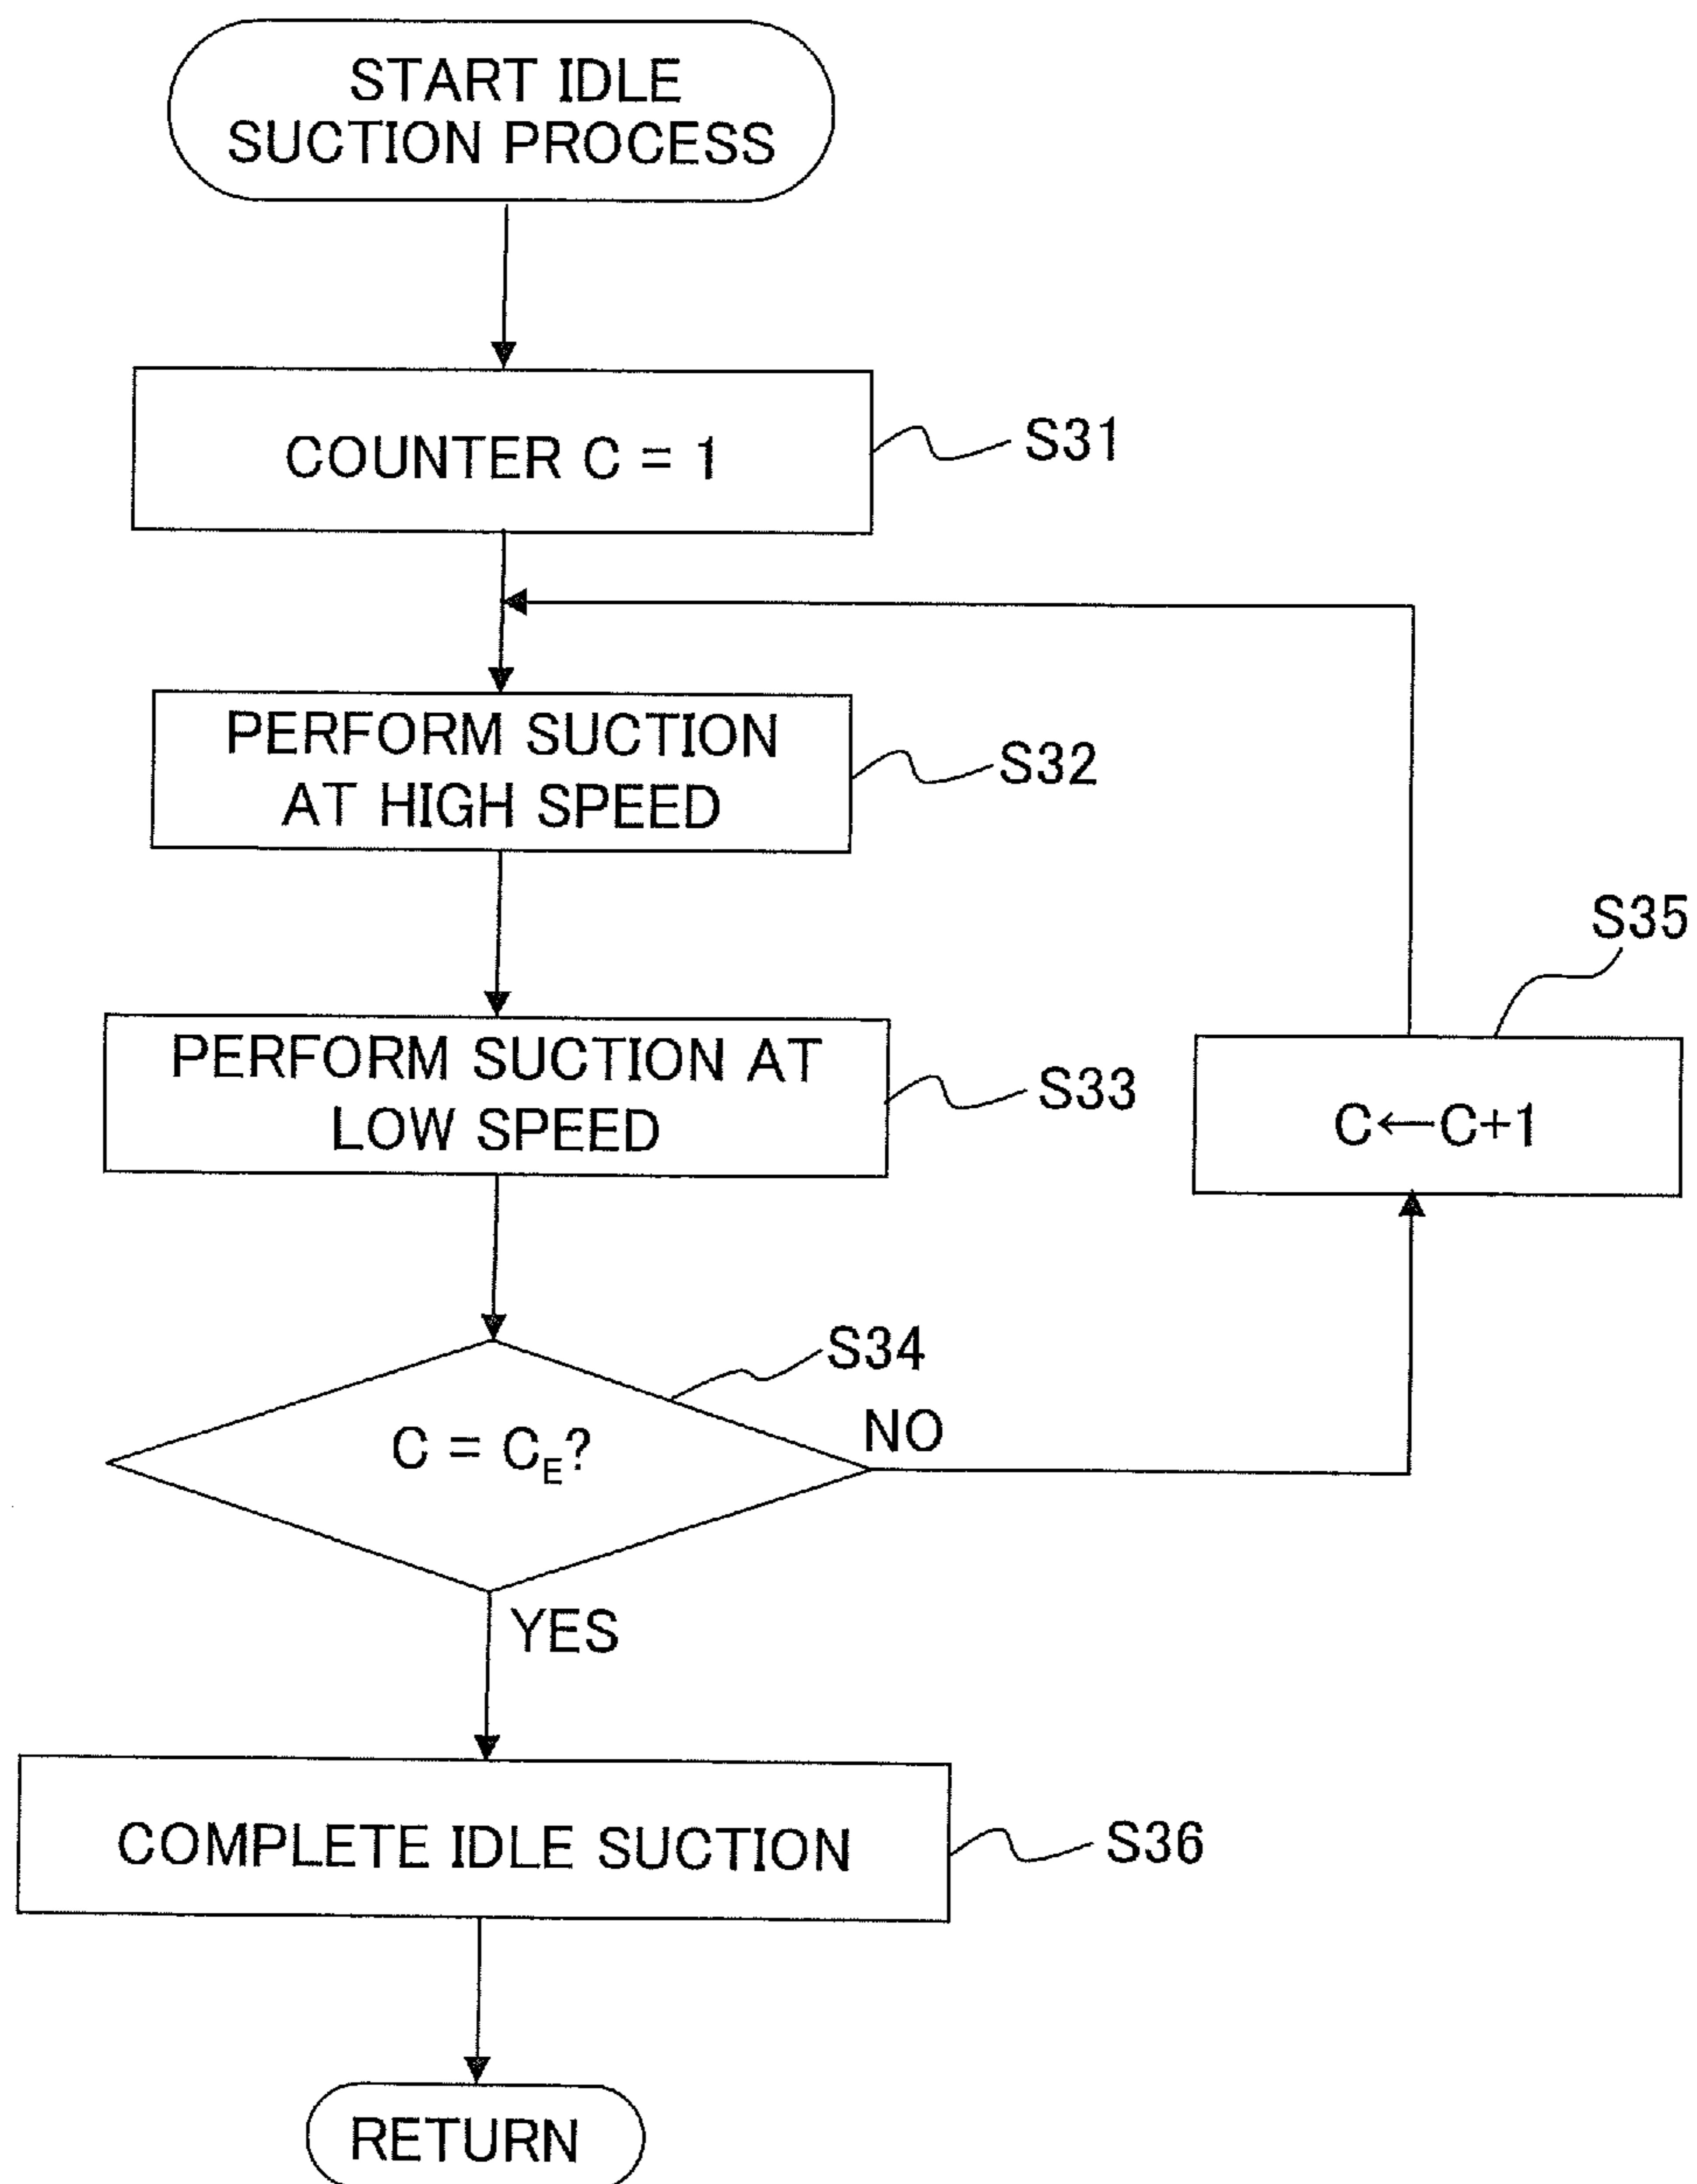 START IDLE
SUCTION PROCESS
COUNTER C = 1
S31
PERFORM SUCTION
AT HIGH SPEED
S32
S35
PERFORM SUCTION AT
LOW SPEED
S33
C←C+1
S34
C = CE?
NO
YES
COMPLETE IDLE SUCTION
S36
RETURN